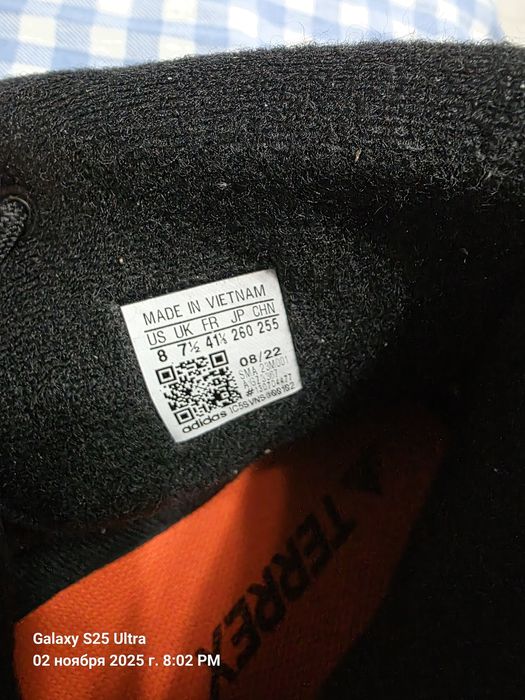 MADE IN VIETNAM
US UK FR JP CHN
8 7½ 41⅓ 260 255
08/22
adidas
TERREX
Galaxy S25 Ultra
02 ноября 2025 г. 8:02 PM